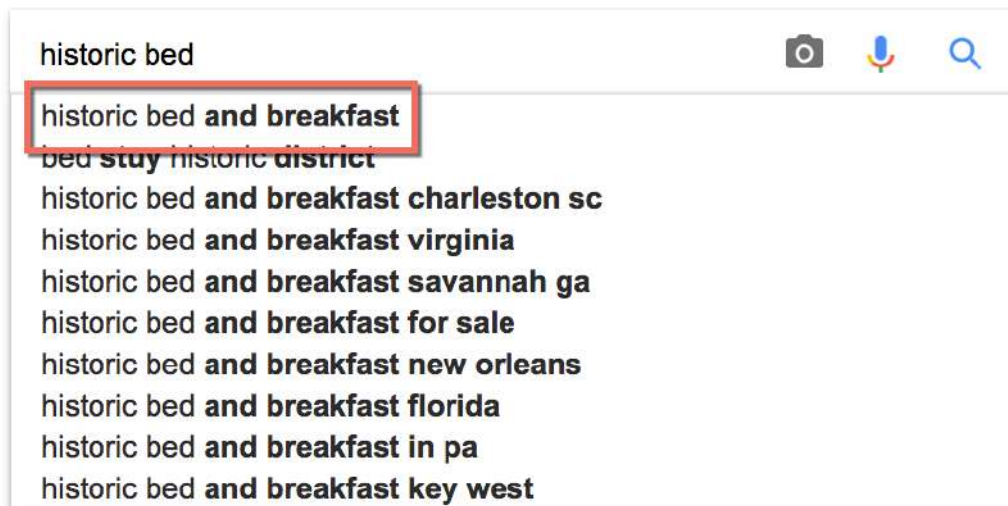 historic bed
historic bed and breakfast
bed stuy historic district
historic bed and breakfast charleston sc
historic bed and breakfast virginia
historic bed and breakfast savannah ga
historic bed and breakfast for sale
historic bed and breakfast new orleans
historic bed and breakfast florida
historic bed and breakfast in pa
historic bed and breakfast key west